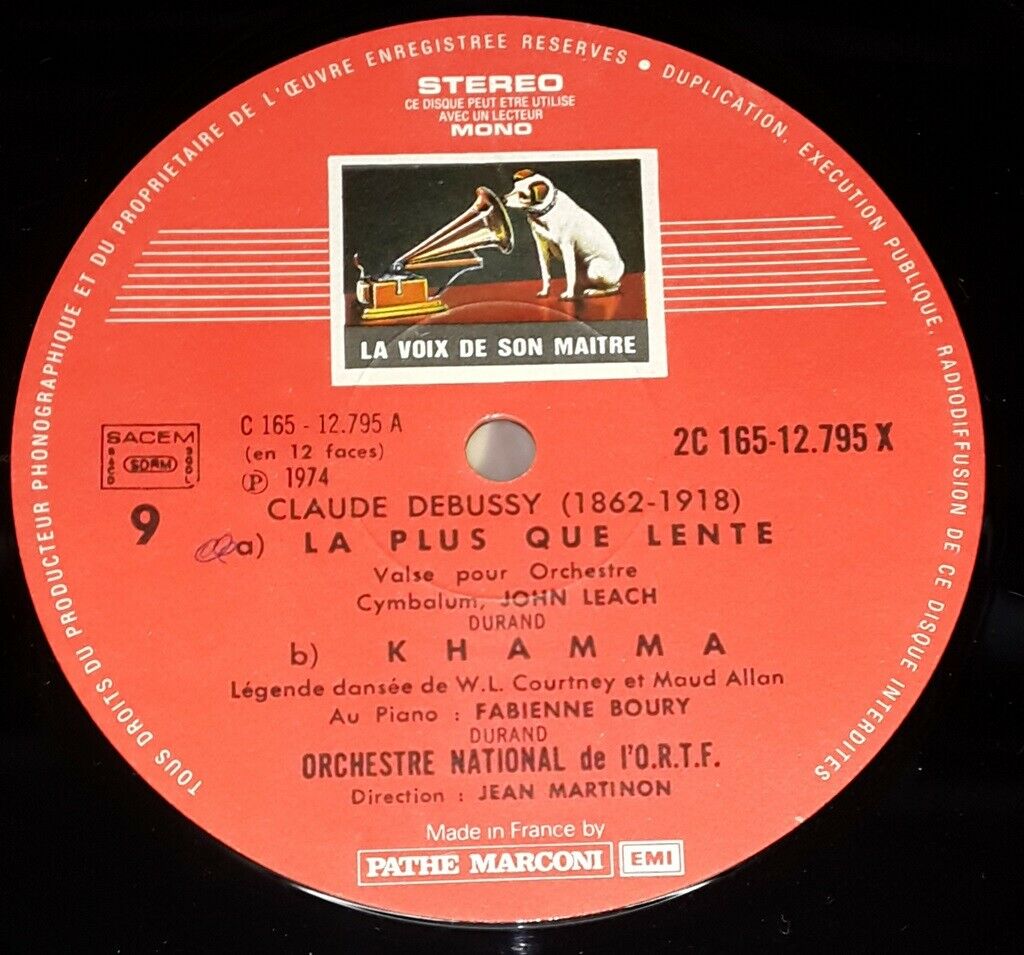 TOUS DROITS DU PRODUCTEUR PHONOGRAPHIQUE ET DU PROPRIETAIRE DE L'ŒUVRE ENREGISTREE RESERVES • DUPLICATION, EXECUTION PUBLIQUE, RADIODIFFUSION DE CE DISQUE INTERDITES
STEREO
CE DISQUE PEUT ETRE UTILISE
AVEC UN LECTEUR
MONO
LA VOIX DE SON MAITRE
SACEM
SACD SDRM SGDL
C 165 - 12.795 A
(en 12 faces)
℗ 1974
2C 165-12.795 X
9
CLAUDE DEBUSSY (1862-1918)
a) LA PLUS QUE LENTE
Valse pour Orchestre
Cymbalum, JOHN LEACH
DURAND
b) KHAMMA
Légende dansée de W.L. Courtney et Maud Allan
Au Piano : FABIENNE BOURY
DURAND
ORCHESTRE NATIONAL de l'O.R.T.F.
Direction : JEAN MARTINON
Made in France by
PATHE MARCONI EMI